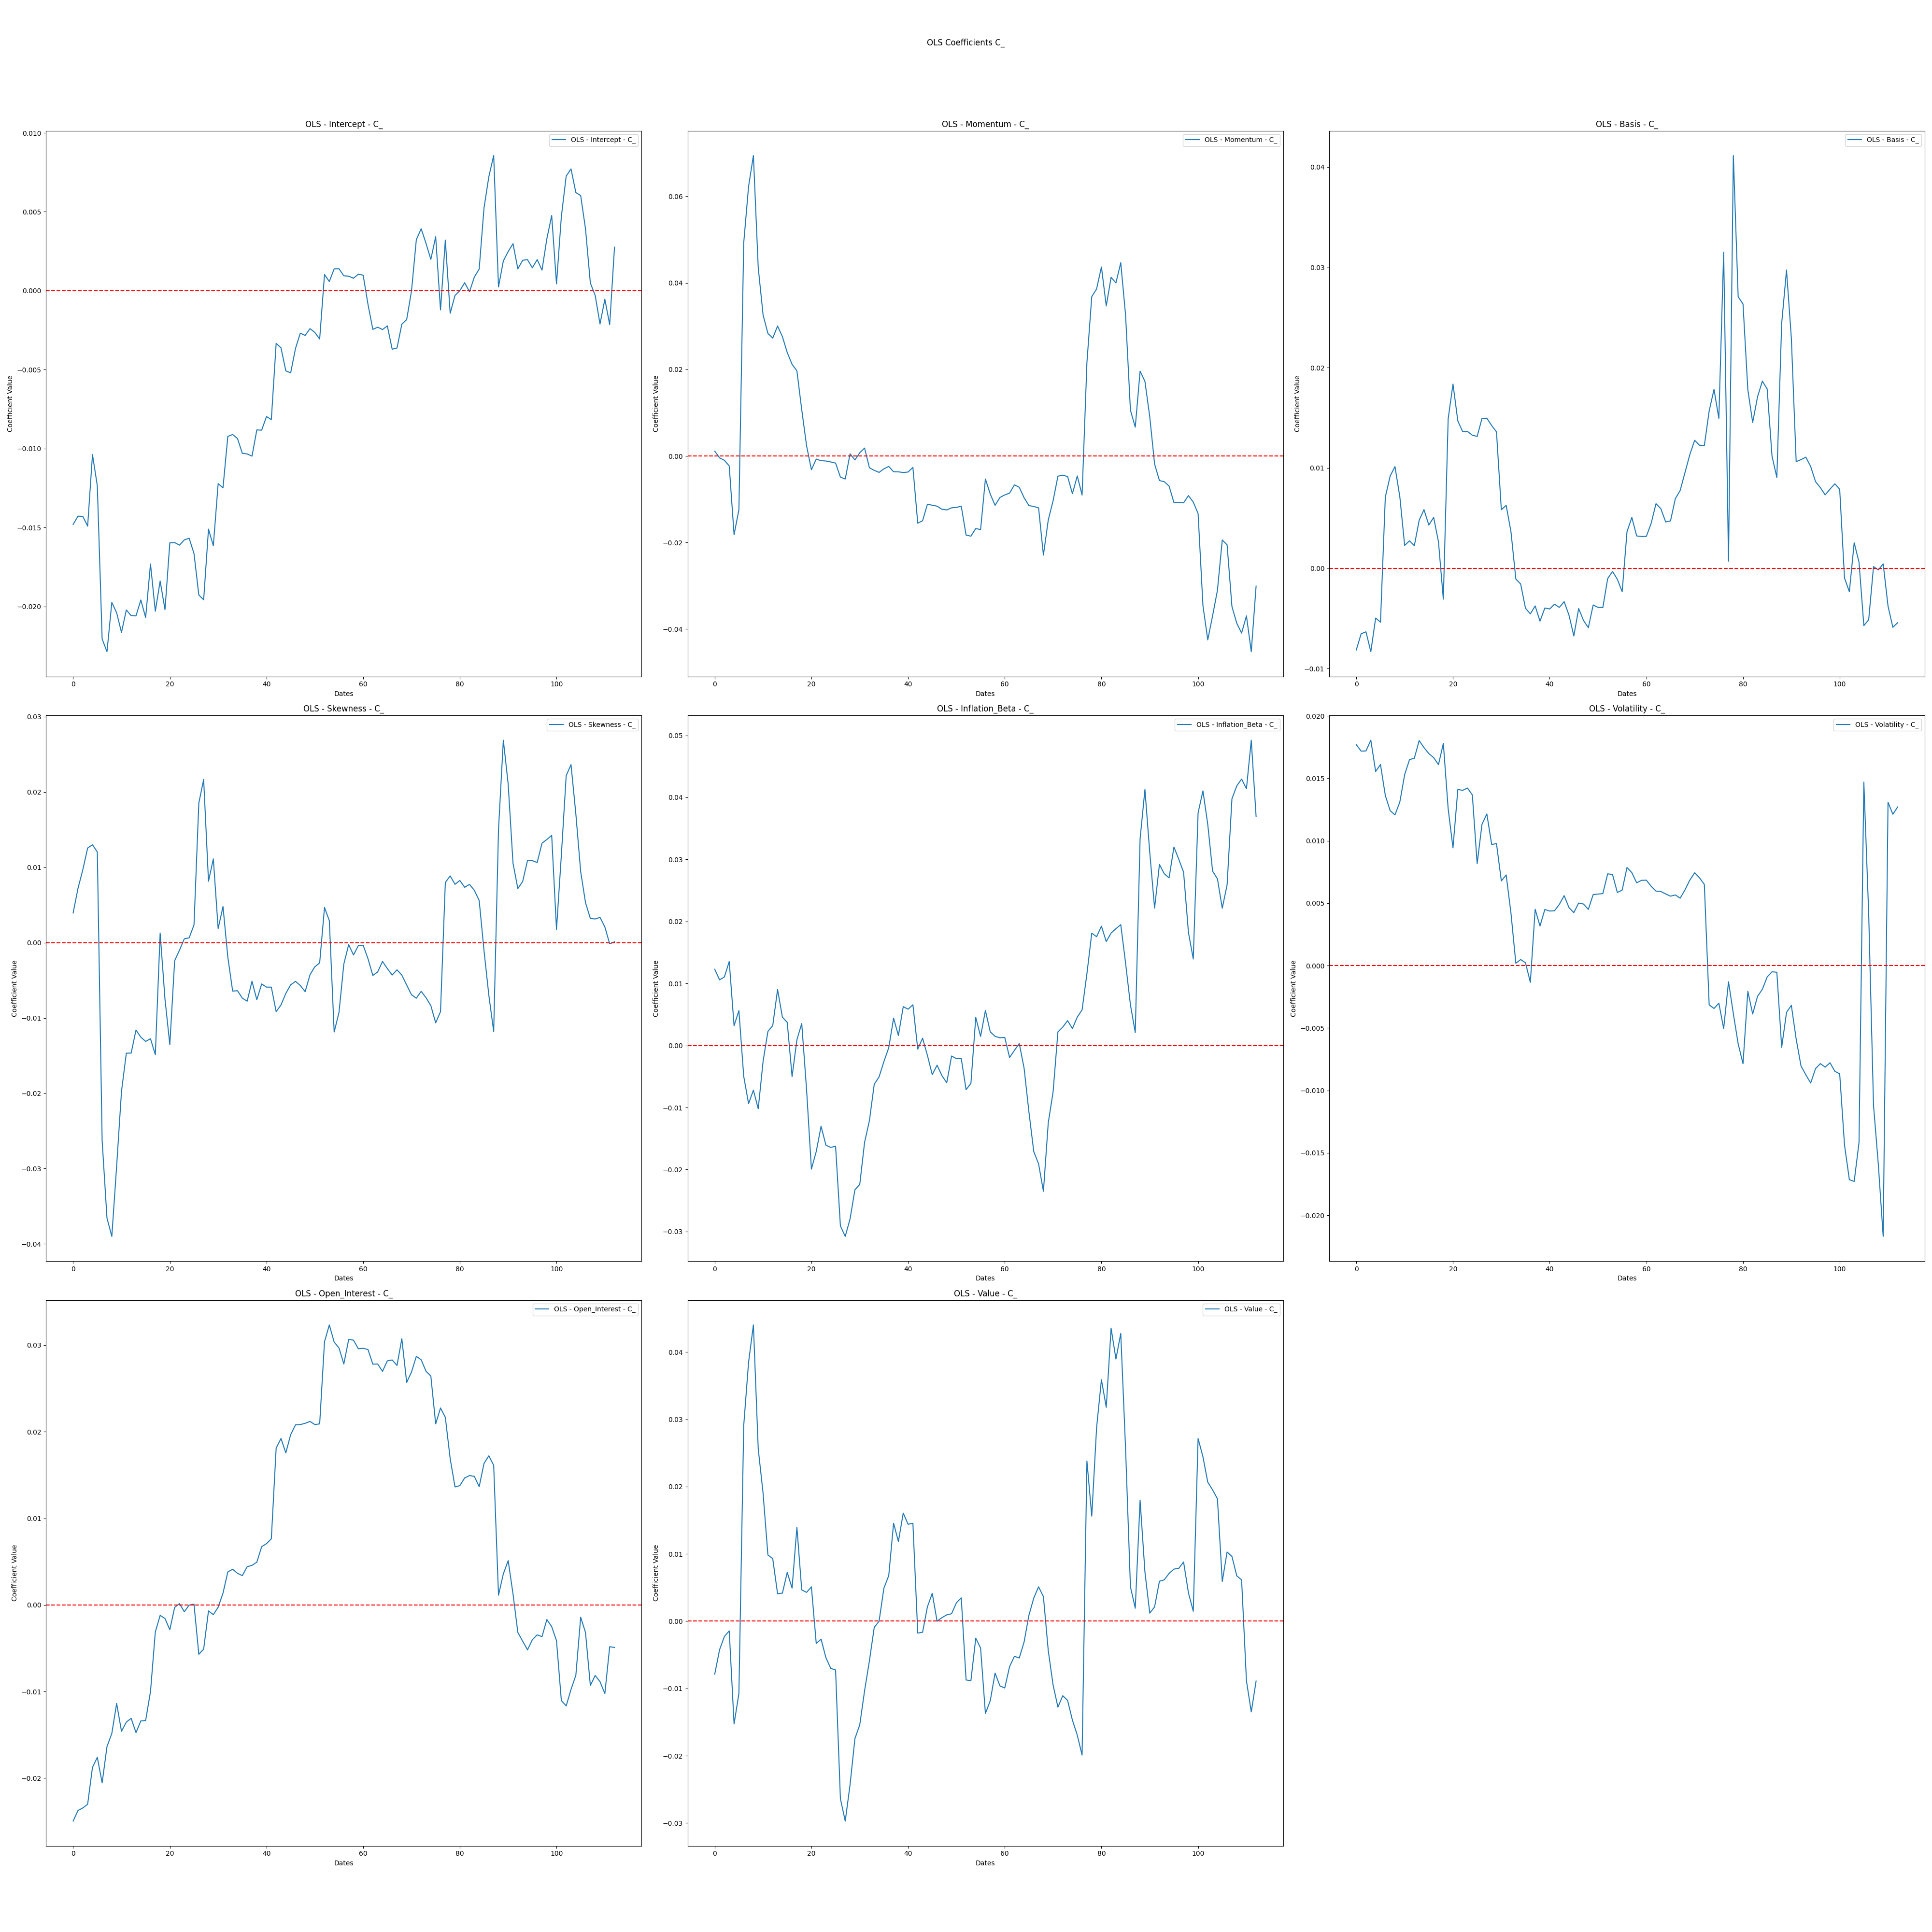 OLS Coefficients C_
OLS - Intercept - C_
OLS - Intercept - C_
0.010
0.005
0.000
−0.005
−0.010
−0.015
−0.020
Coefficient Value
0 20 40 60 80 100
Dates
OLS - Momentum - C_
OLS - Momentum - C_
0.06
0.04
0.02
0.00
−0.02
−0.04
Coefficient Value
0 20 40 60 80 100
Dates
OLS - Basis - C_
OLS - Basis - C_
0.04
0.03
0.02
0.01
0.00
−0.01
Coefficient Value
0 20 40 60 80 100
Dates
OLS - Skewness - C_
OLS - Skewness - C_
0.03
0.02
0.01
0.00
−0.01
−0.02
−0.03
−0.04
Coefficient Value
0 20 40 60 80 100
Dates
OLS - Inflation_Beta - C_
OLS - Inflation_Beta - C_
0.05
0.04
0.03
0.02
0.01
0.00
−0.01
−0.02
−0.03
Coefficient Value
0 20 40 60 80 100
Dates
OLS - Volatility - C_
OLS - Volatility - C_
0.020
0.015
0.010
0.005
0.000
−0.005
−0.010
−0.015
−0.020
Coefficient Value
0 20 40 60 80 100
Dates
OLS - Open_Interest - C_
OLS - Open_Interest - C_
0.03
0.02
0.01
0.00
−0.01
−0.02
Coefficient Value
0 20 40 60 80 100
Dates
OLS - Value - C_
OLS - Value - C_
0.04
0.03
0.02
0.01
0.00
−0.01
−0.02
−0.03
Coefficient Value
0 20 40 60 80 100
Dates